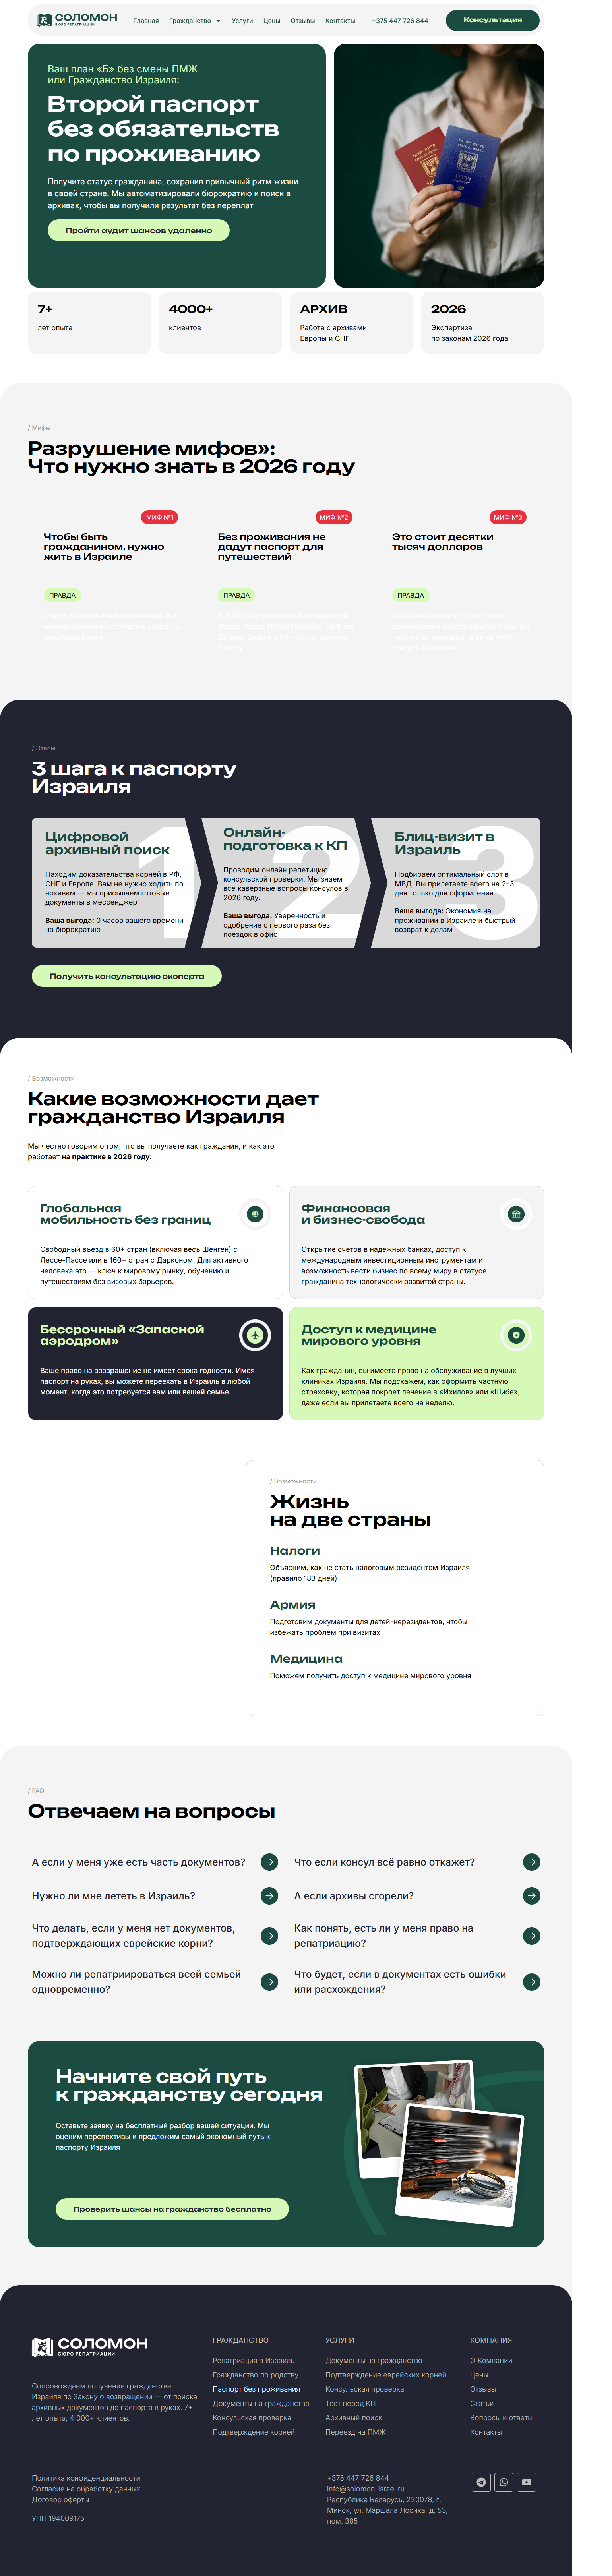 СОЛОМОН
БЮРО РЕПАТРИАЦИИ
Главная
Гражданство
Услуги
Цены
Отзывы
Контакты
+375 447 726 844
Консультация
Ваш план «Б» без смены ПМЖ
или Гражданство Израиля:
Второй паспорт
без обязательств
по проживанию
Получите статус гражданина, сохранив привычный ритм жизни
в своей стране. Мы автоматизировали бюрократию и поиск в
архивах, чтобы вы получили результат без переплат
Пройти аудит шансов удаленно
7+
лет опыта
4000+
клиентов
АРХИВ
Работа с архивами
Европы и СНГ
2026
Экспертиза
по законам 2026 года
/ Мифы
Разрушение мифов»:
Что нужно знать в 2026 году
МИФ №1
Чтобы быть
гражданином, нужно
жить в Израиле
ПРАВДА
МИФ №2
Без проживания не
дадут паспорт для
путешествий
ПРАВДА
МИФ №3
Это стоит десятки
тысяч долларов
ПРАВДА
/ Этапы
3 шага к паспорту
Израиля
1
Цифровой
архивный поиск
Находим доказательства корней в РФ,
СНГ и Европе. Вам не нужно ходить по
архивам — мы присылаем готовые
документы в мессенджер
Ваша выгода: 0 часов вашего времени
на бюрократию
2
Онлайн-
подготовка к КП
Проводим онлайн репетицию
консульской проверки. Мы знаем
все каверзные вопросы консулов в
2026 году.
Ваша выгода: Уверенность и
одобрение с первого раза без
поездок в офис
3
Блиц-визит в
Израиль
Подбираем оптимальный слот в
МВД. Вы прилетаете всего на 2–3
дня только для оформления.
Ваша выгода: Экономия на
проживании в Израиле и быстрый
возврат к делам
Получить консультацию эксперта
/ Возможности
Какие возможности дает
гражданство Израиля
Мы честно говорим о том, что вы получаете как гражданин, и как это
работает на практике в 2026 году:
Глобальная
мобильность без границ
Свободный въезд в 60+ стран (включая весь Шенген) с
Лессе-Пассе или в 160+ стран с Дарконом. Для активного
человека это — ключ к мировому рынку, обучению и
путешествиям без визовых барьеров.
Финансовая
и бизнес-свобода
Открытие счетов в надежных банках, доступ к
международным инвестиционным инструментам и
возможность вести бизнес по всему миру в статусе
гражданина технологически развитой страны.
Бессрочный «Запасной
аэродром»
Ваше право на возвращение не имеет срока годности. Имея
паспорт на руках, вы можете переехать в Израиль в любой
момент, когда это потребуется вам или вашей семье.
Доступ к медицине
мирового уровня
Как гражданин, вы имеете право на обслуживание в лучших
клиниках Израиля. Мы подскажем, как оформить частную
страховку, которая покроет лечение в «Ихилов» или «Шибе»,
даже если вы прилетаете всего на неделю.
/ Возможности
Жизнь
на две страны
Налоги
Объясним, как не стать налоговым резидентом Израиля
(правило 183 дней)
Армия
Подготовим документы для детей-нерезидентов, чтобы
избежать проблем при визитах
Медицина
Поможем получить доступ к медицине мирового уровня
/ FAQ
Отвечаем на вопросы
А если у меня уже есть часть документов?
Что если консул всё равно откажет?
Нужно ли мне лететь в Израиль?
А если архивы сгорели?
Что делать, если у меня нет документов,
подтверждающих еврейские корни?
Как понять, есть ли у меня право на
репатриацию?
Можно ли репатриироваться всей семьей
одновременно?
Что будет, если в документах есть ошибки
или расхождения?
Начните свой путь
к гражданству сегодня
Оставьте заявку на бесплатный разбор вашей ситуации. Мы
оценим перспективы и предложим самый экономный путь к
паспорту Израиля
Проверить шансы на гражданство бесплатно
СОЛОМОН
БЮРО РЕПАТРИАЦИИ
Сопровождаем получение гражданства
Израиля по Закону о возвращении — от поиска
архивных документов до паспорта в руках. 7+
лет опыта, 4 000+ клиентов.
ГРАЖДАНСТВО
Репатриация в Израиль
Гражданство по родству
Паспорт без проживания
Документы на гражданство
Консульская проверка
Подтверждение корней
УСЛУГИ
Документы на гражданство
Подтверждение еврейских корней
Консульская проверка
Тест перед КП
Архивный поиск
Переезд на ПМЖ
КОМПАНИЯ
О Компании
Цены
Отзывы
Статьи
Вопросы и ответы
Контакты
Политика конфиденциальности
Согласие на обработку данных
Договор оферты
УНП 194009175
+375 447 726 844
info@solomon-israel.ru
Республика Беларусь, 220078, г.
Минск, ул. Маршала Лосика, д. 53,
пом. 385